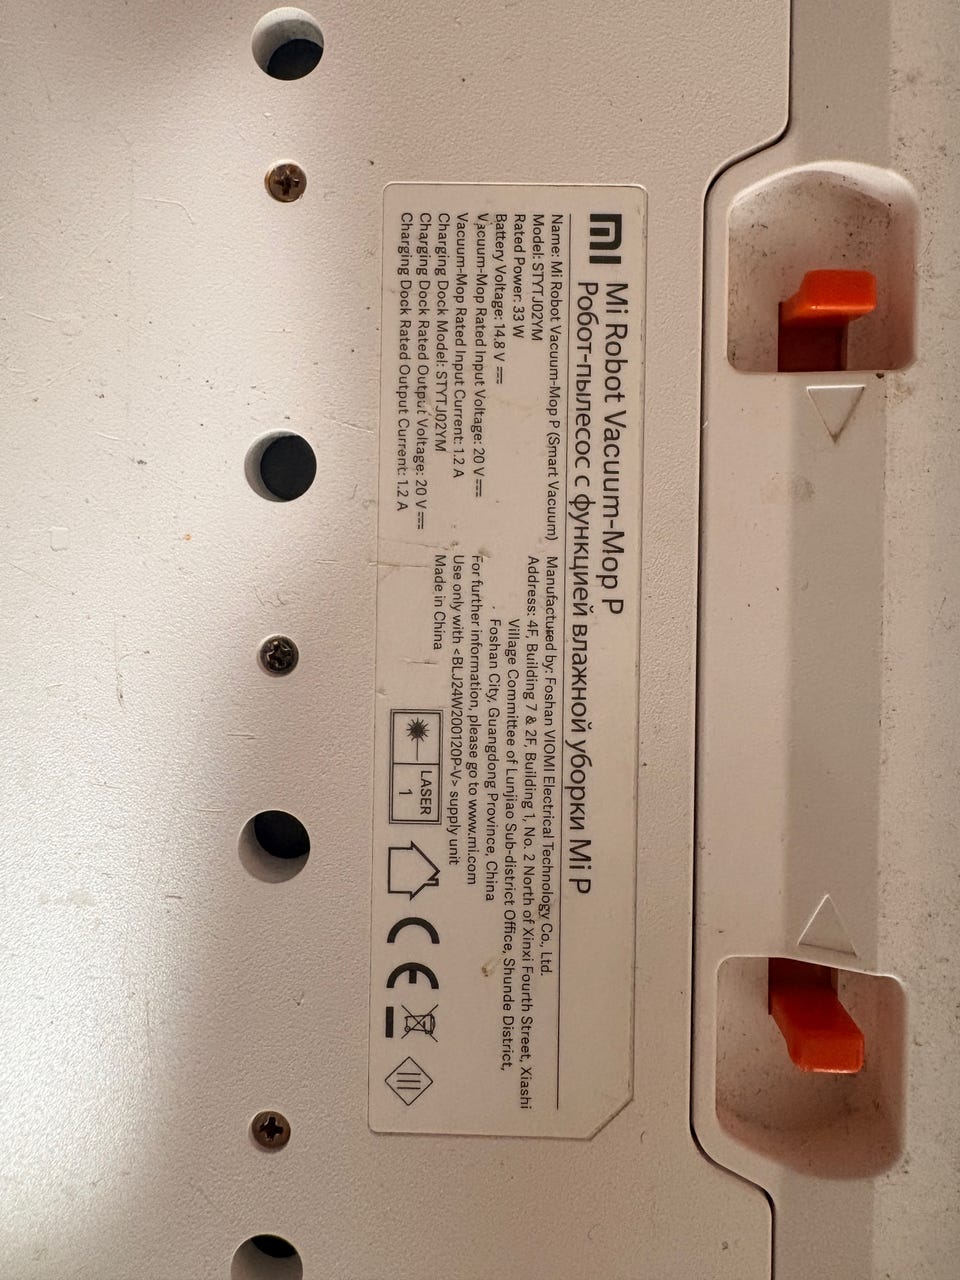 Mi Robot Vacuum-Mop P
Робот-пылесос с функцией влажной уборки Mi P
Name: Mi Robot Vacuum-Mop P (Smart Vacuum)
Model: STYTJ02YM
Rated Power: 33 W
Battery Voltage: 14.8 V ⎓
Vacuum-Mop Rated Input Voltage: 20 V ⎓
Vacuum-Mop Rated Input Current: 1.2 A
Charging Dock Model: STYTJ02YM
Charging Dock Rated Output Voltage: 20 V ⎓
Charging Dock Rated Output Current: 1.2 A
Manufactured by: Foshan VIOMI Electrical Technology Co., Ltd.
Address: 4F, Building 7 & 2F, Building 1, No. 2 North of Xinxi Fourth Street, Xiashi
Village Committee of Lunjiao Sub-district Office, Shunde District,
Foshan City, Guangdong Province, China
For further information, please go to www.mi.com
Use only with <BLJ24W200120P-V> supply unit
Made in China
LASER
1
CE